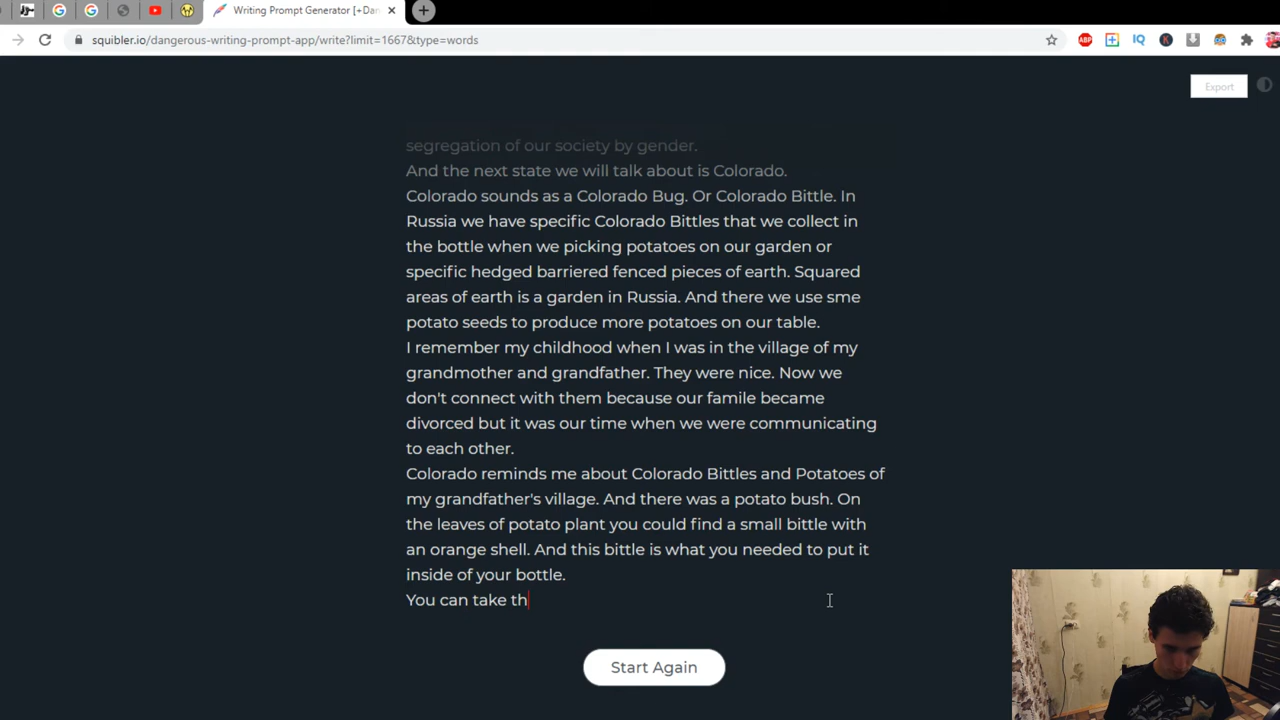 Writing Prompt Generator [+Dan
squibler.io/dangerous-writing-prompt-app/write?limit=1667&type=words
ABP
IQ
K
Export
segregation of our society by gender.
And the next state we will talk about is Colorado.
Colorado sounds as a Colorado Bug. Or Colorado Bittle. In
Russia we have specific Colorado Bittles that we collect in
the bottle when we picking potatoes on our garden or
specific hedged barriered fenced pieces of earth. Squared
areas of earth is a garden in Russia. And there we use sme
potato seeds to produce more potatoes on our table.
I remember my childhood when I was in the village of my
grandmother and grandfather. They were nice. Now we
don't connect with them because our famile became
divorced but it was our time when we were communicating
to each other.
Colorado reminds me about Colorado Bittles and Potatoes of
my grandfather's village. And there was a potato bush. On
the leaves of potato plant you could find a small bittle with
an orange shell. And this bittle is what you needed to put it
inside of your bottle.
You can take th
Start Again